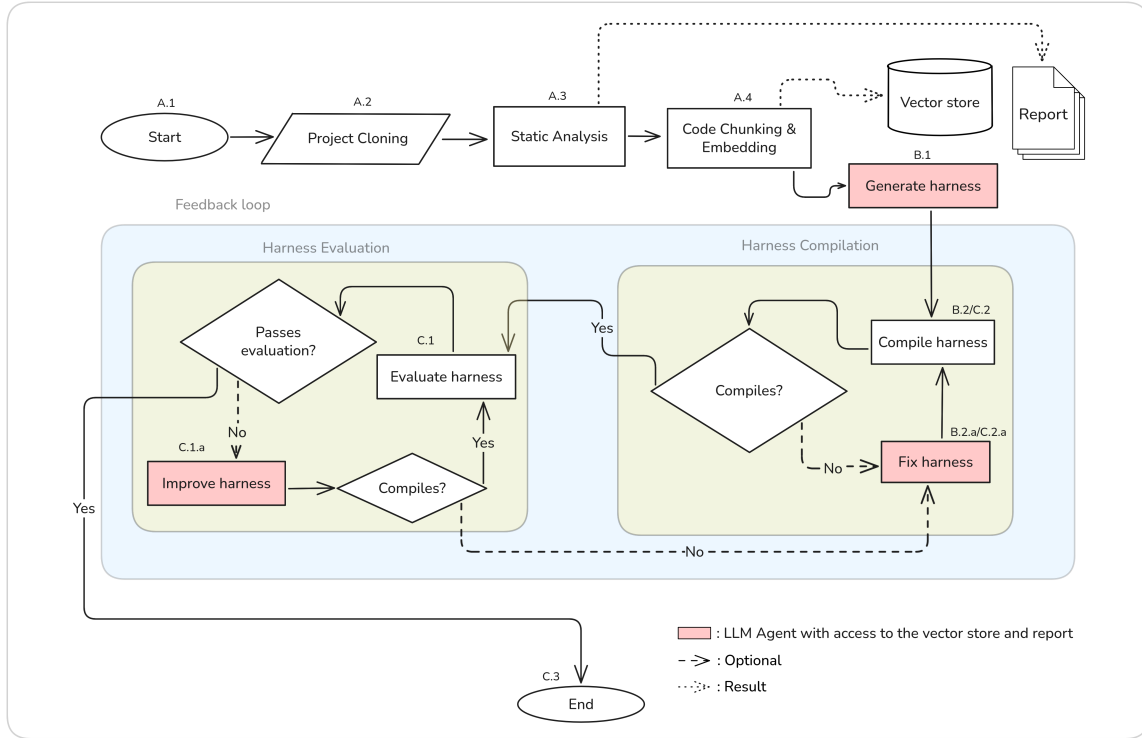 A.1
Start
A.2
Project Cloning
A.3
Static Analysis
A.4
Code Chunking &
Embedding
Vector store
Report
B.1
Generate harness
Feedback loop
Harness Evaluation
Passes
evaluation?
C.1
Evaluate harness
No
C.1.a
Improve harness
Compiles?
Yes
Yes
Harness Compilation
Yes
B.2/C.2
Compile harness
Compiles?
No
B.2.a/C.2.a
Fix harness
No
C.3
End
: LLM Agent with access to the vector store and report
: Optional
: Result